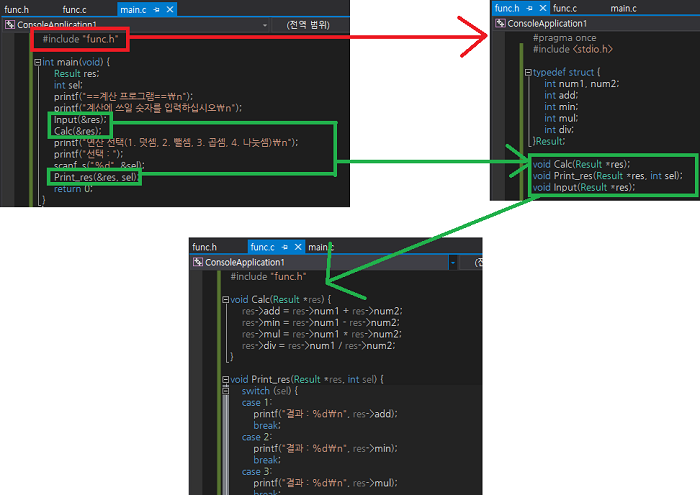 func.h func.c main.c
ConsoleApplication1 (전역 범위)
#include "func.h"
int main(void) {
Result res;
int sel;
printf("==계산 프로그램==₩n");
printf("계산에 쓰일 숫자를 입력하십시오₩n");
Input(&res);
Calc(&res);
printf("연산 선택(1. 덧셈, 2. 뺄셈, 3. 곱셈, 4. 나눗셈)₩n");
printf("선택 : ");
scanf_s("%d", &sel);
Print_res(&res, sel);
return 0;
}
func.h func.c main.c
ConsoleApplication1
#pragma once
#include <stdio.h>
typedef struct {
int num1, num2;
int add;
int min;
int mul;
int div;
}Result;
void Calc(Result *res);
void Print_res(Result *res, int sel);
void Input(Result *res);
func.h func.c main.c
ConsoleApplication1
#include "func.h"
void Calc(Result *res) {
res->add = res->num1 + res->num2;
res->min = res->num1 - res->num2;
res->mul = res->num1 * res->num2;
res->div = res->num1 / res->num2;
}
void Print_res(Result *res, int sel) {
switch (sel) {
case 1:
printf("결과 : %d₩n", res->add);
break;
case 2:
printf("결과 : %d₩n", res->min);
break;
case 3:
printf("결과 : %d₩n", res->mul);
break;